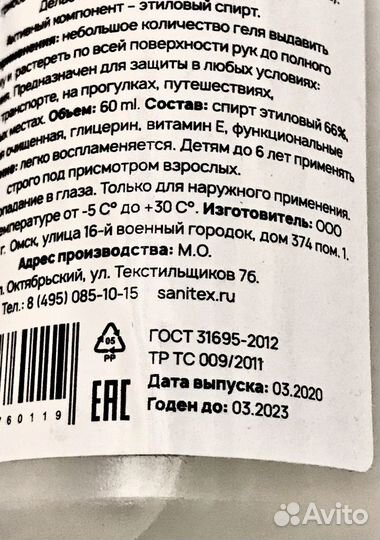 Активный компонент – этиловый спирт.
небольшое количество геля выдавить
и растереть по всей поверхности рук до полного
Предназначен для защиты в любых условиях:
транспорте, на прогулках, путешествиях,
местах. Объем: 60 ml. Состав: спирт этиловый 66%,
очищенная, глицерин, витамин Е, функциональные
легко воспламеняется. Детям до 6 лет применять
строго под присмотром взрослых.
попадание в глаза. Только для наружного применения.
температуре от -5 С° до +30 С°. Изготовитель: ООО
г. Омск, улица 16-й военный городок, дом 374 пом. 1.
Адрес производства: М.О.
п. Октябрьский, ул. Текстильщиков 7б.
Тел.: 8 (495) 085-10-15 sanitex.ru
ГОСТ 31695-2012
05
PP
ТР ТС 009/2011
EAC
Дата выпуска: 03.2020
Годен до: 03.2023
760119
Avito